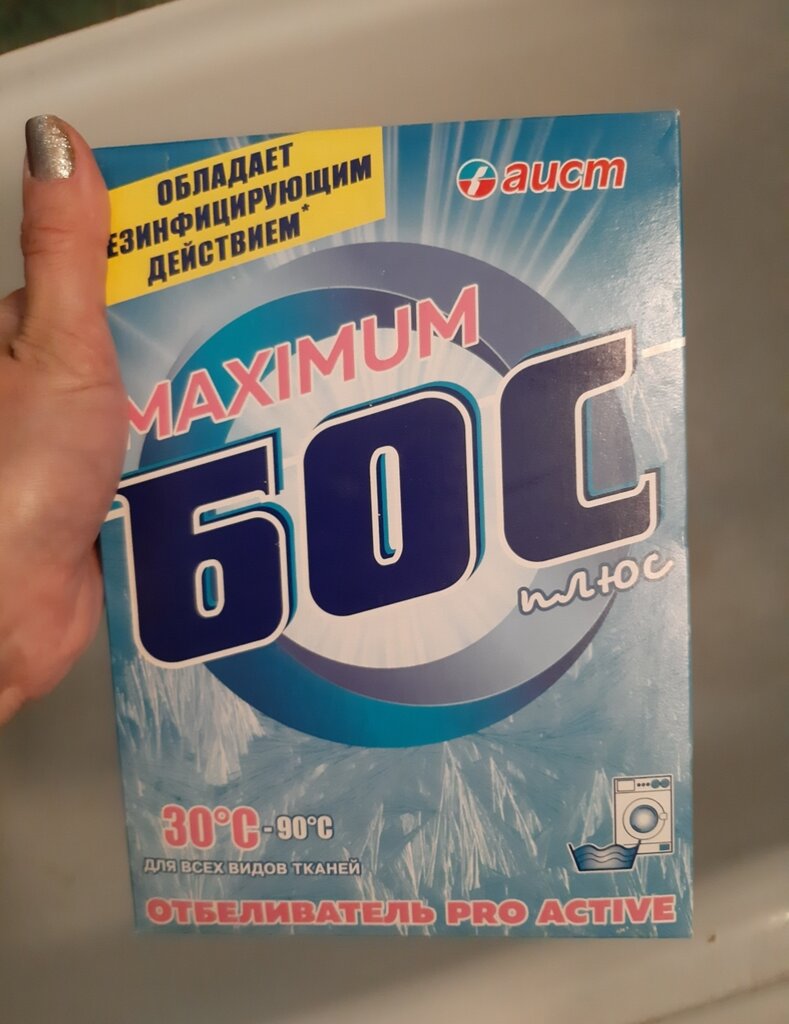 ОБЛАДАЕТ
ЕЗИНФИЦИРУЮЩИМ
ДЕЙСТВИЕМ*
аист
MAXIMUM
БОС
плюс
30°C - 90°C
ДЛЯ ВСЕХ ВИДОВ ТКАНЕЙ
ОТБЕЛИВАТЕЛЬ PRO ACTIVE